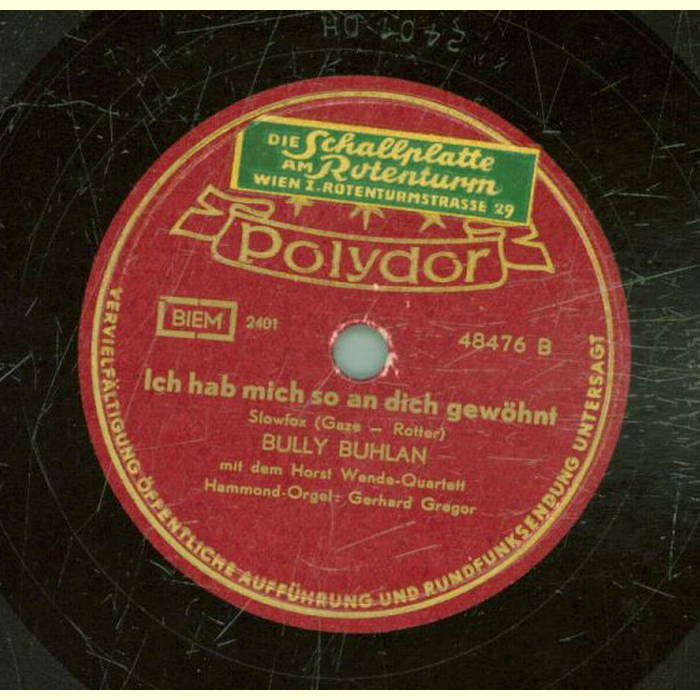 2401 DH
DIE Schallplatte
AM Rotenturm
WIEN I. ROTENTURMSTRASSE 29
Polydor
BIEM 2401
48476 B
Ich hab mich so an dich gewöhnt
Slowfox (Gaze – Rotter)
BULLY BUHLAN
mit dem Horst Wende-Quartett
Hammond-Orgel: Gerhard Gregor
VERVIELFÄLTIGUNG ÖFFENTLICHE AUFFÜHRUNG UND RUNDFUNKSENDUNG UNTERSAGT